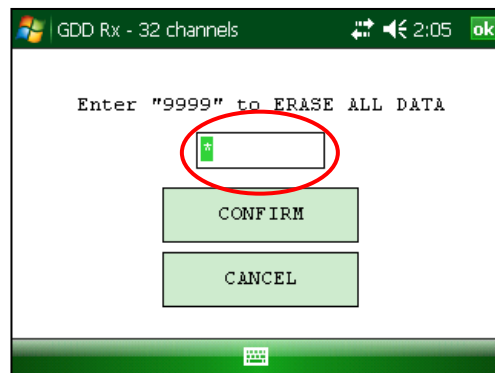 GDD Rx - 32 channels 2:05 ok
Enter "9999" to ERASE ALL DATA
*
CONFIRM
CANCEL